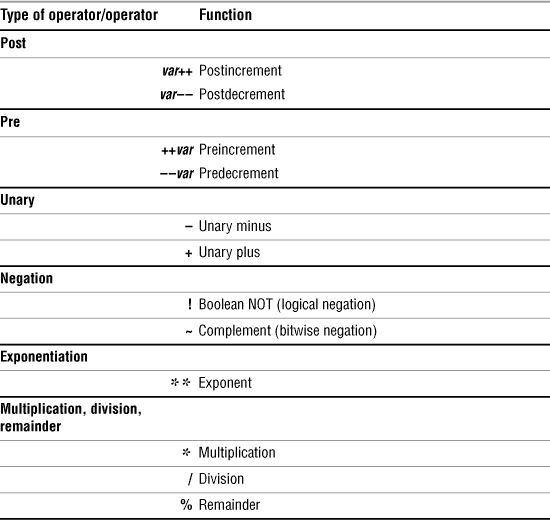 Type of operator/operator Function
Post
var++ Postincrement
var–– Postdecrement
Pre
++var Preincrement
––var Predecrement
Unary
– Unary minus
+ Unary plus
Negation
! Boolean NOT (logical negation)
~ Complement (bitwise negation)
Exponentiation
** Exponent
Multiplication, division,
remainder
* Multiplication
/ Division
% Remainder